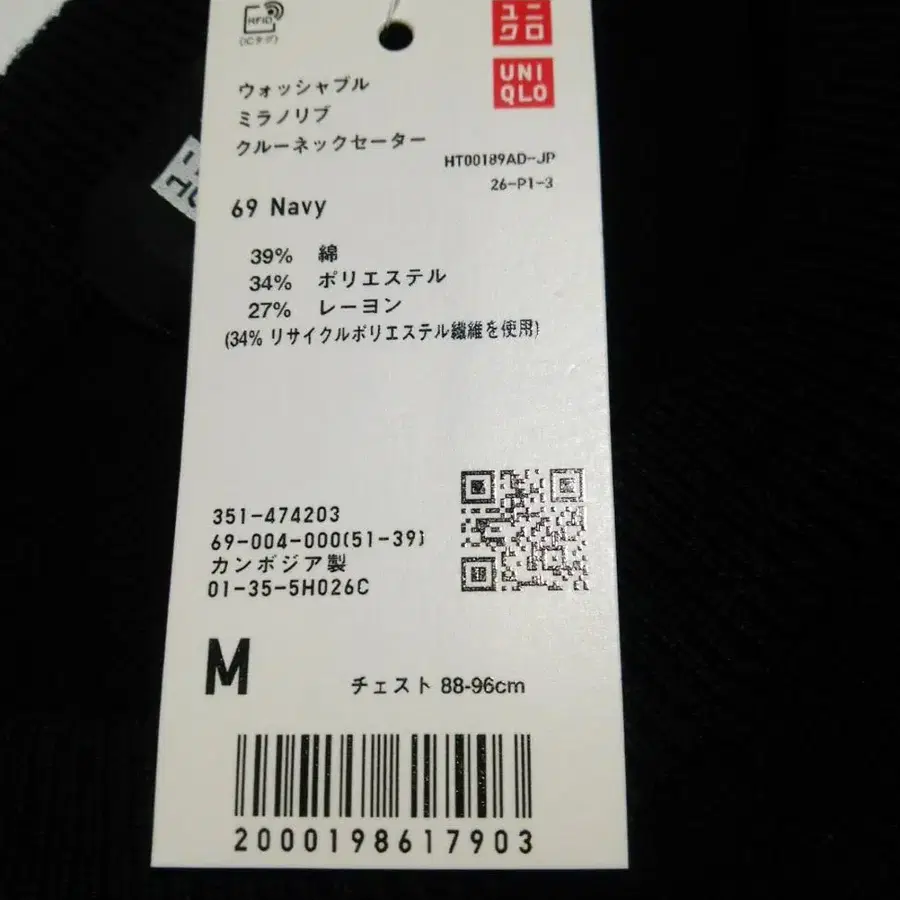 RFID
(ICタグ)
ユニ
クロ
UNI
QLO
ウォッシャブル
ミラノリブ
クルーネックセーター
HT00189AD-JP
26-P1-3
69 Navy
39% 綿
34% ポリエステル
27% レーヨン
(34% リサイクルポリエステル繊維を使用)
351-474203
69-004-000(51-39)
カンボジア製
01-35-5H026C
M
チェスト 88-96cm
2000198617903